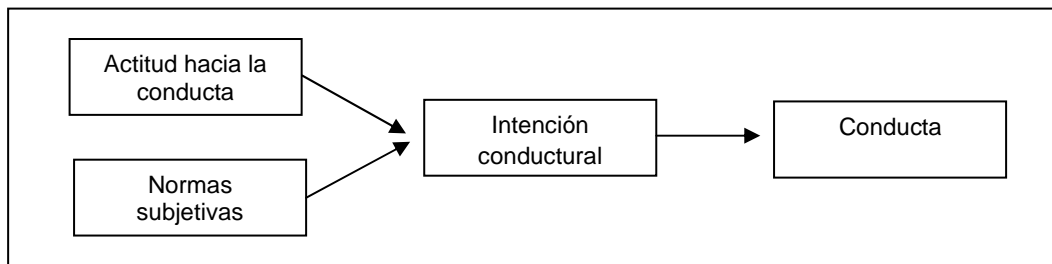 Actitud hacia la
conducta
Normas
subjetivas
Intención
conductural
Conducta